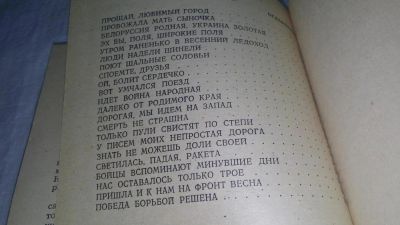 ПРОЩАЙ, ЛЮБИМЫЙ ГОРОД
ПРОВОЖАЛА МАТЬ СЫНОЧКА
БЕЛОРУССИЯ РОДНАЯ, УКРАИНА ЗОЛОТАЯ
ЭХ ВЫ, ПОЛЯ, ШИРОКИЕ ПОЛЯ
УТРОМ РАНЕНЬКО В ВЕСЕННИЙ ЛЕДОХОД
ЛЮДИ НАДЕЛИ ШИНЕЛИ
ПОЮТ ШАЛЬНЫЕ СОЛОВЬИ
СПОЕМТЕ, ДРУЗЬЯ
ОЙ, БОЛИТ СЕРДЕЧКО
ВОТ УМЧАЛСЯ ПОЕЗД
ИДЕТ ВОЙНА НАРОДНАЯ
ДАЛЕКО ОТ РОДИМОГО КРАЯ
ДОРОГАЯ, МЫ ИДЕМ НА ЗАПАД
СМЕРТЬ НЕ СТРАШНА
ТОЛЬКО ПУЛИ СВИСТЯТ ПО СТЕПИ
У ПИСЕМ МОИХ НЕПРОСТАЯ ДОРОГА
ЗНАТЬ НЕ МОЖЕШЬ ДОЛИ СВОЕЙ
СВЕТИЛАСЬ, ПАДАЯ, РАКЕТА
БОЙЦЫ ВСПОМИНАЮТ МИНУВШИЕ ДНИ
НАС ОСТАВАЛОСЬ ТОЛЬКО ТРОЕ
ПРИШЛА И К НАМ НА ФРОНТ ВЕСНА
ПОБЕДА БОРЬБОЙ РЕШЕНА